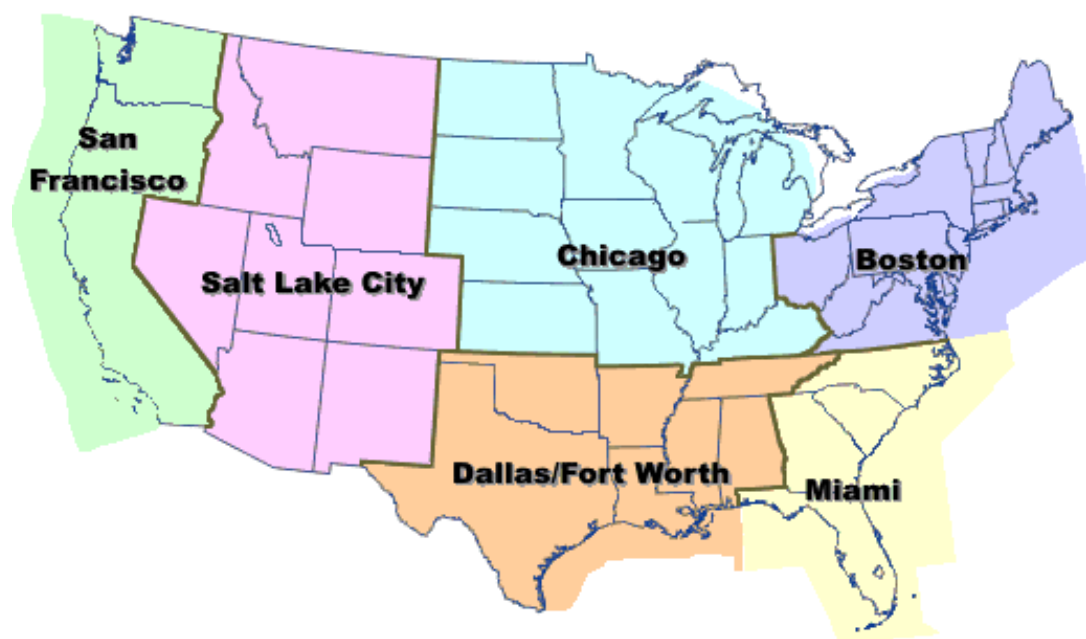 San
Francisco
Salt Lake City
Chicago
Boston
Dallas/Fort Worth
Miami